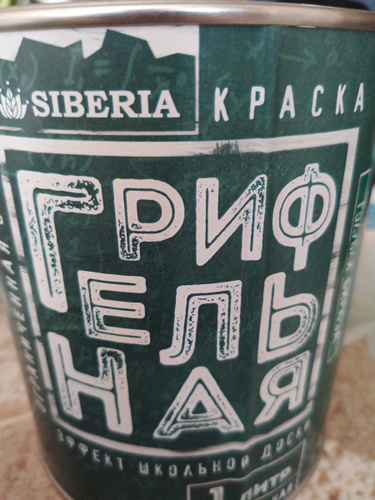 SIBERIA
КРАСКА
ГРИФ
ЕЛЬ
НАЯ
ЭФФЕКТ ШКОЛЬНОЙ ДОСКИ
1 ЛИТР